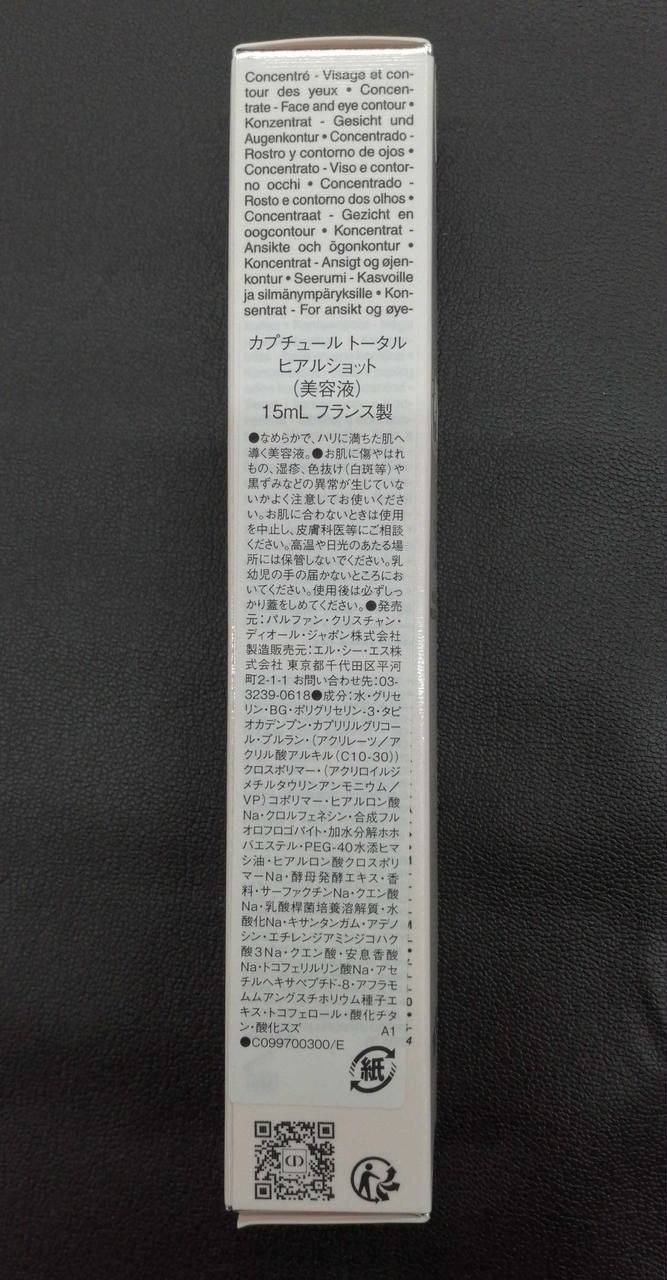 Concentré - Visage et con-
tour des yeux • Concen-
trate - Face and eye contour •
Konzentrat - Gesicht und
Augenkontur • Concentrado -
Rostro y contorno de ojos •
Concentrato - Viso e contor-
no occhi • Concentrado -
Rosto e contorno dos olhos •
Concentraat - Gezicht en
oogcontour • Koncentrat -
Ansikte och ögonkontur •
Koncentrat - Ansigt og øjen-
kontur • Seerumi - Kasvoille
ja silmänympäryksille • Kon-
sentrat - For ansikt og øye-
カプチュール トータル
ヒアルショット
（美容液）
15mL フランス製
●なめらかで、ハリに満ちた肌へ
導く美容液。●お肌に傷やはれ
もの、湿疹、色抜け（白斑等）や
黒ずみなどの異常が生じていな
いかよく注意してお使いくださ
い。お肌に合わないときは使用
を中止し、皮膚科医等にご相談
ください。高温や日光のあたる場
所には保管しないでください。乳
幼児の手の届かないところにお
いてください。使用後は必ずしっ
かり蓋をしめてください。●発売
元：パルファン・クリスチャン・
ディオール・ジャポン株式会社
製造販売元：エル・シー・エス株
式会社 東京都千代田区平河
町2-1-1 お問い合わせ先：03-
3239-0618●成分：水・グリセ
リン・BG・ポリグリセリン-3・タピ
オカデンプン・カプリリルグリコー
ル・プルラン・（アクリレーツ／ア
クリル酸アルキル（C10-30））
クロスポリマー・（アクリロイルジ
メチルタウリンアンモニウム／
VP）コポリマー・ヒアルロン酸
Na・クロルフェネシン・合成フル
オロフロゴパイト・加水分解ホホ
バエステル・PEG-40水添ヒマ
シ油・ヒアルロン酸クロスポリ
マーNa・酵母発酵エキス・香
料・サーファクチンNa・クエン酸
Na・乳酸桿菌培養溶解質・水
酸化Na・キサンタンガム・アデノ
シン・エチレンジアミンジコハク
酸3Na・クエン酸・安息香酸
Na・トコフェリルリン酸Na・アセ
チルヘキサペプチド-8・アフラモ
ムムアングスチホリウム種子エ
キス・トコフェロール・酸化チタ
ン・酸化スズ A1
●C099700300/E
紙
CD